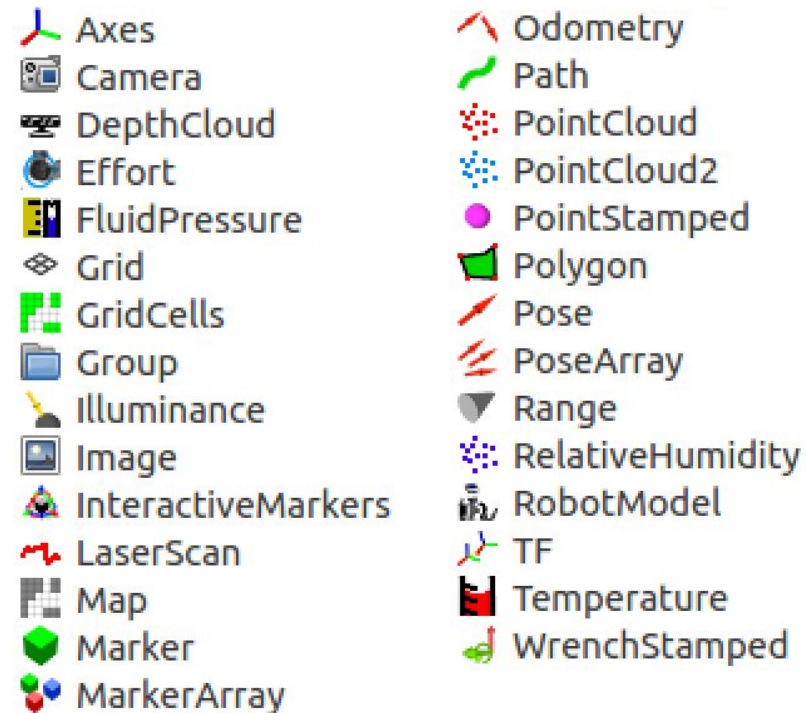 Axes
Camera
DepthCloud
Effort
FluidPressure
Grid
GridCells
Group
Illuminance
Image
InteractiveMarkers
LaserScan
Map
Marker
MarkerArray
Odometry
Path
PointCloud
PointCloud2
PointStamped
Polygon
Pose
PoseArray
Range
RelativeHumidity
RobotModel
TF
Temperature
WrenchStamped